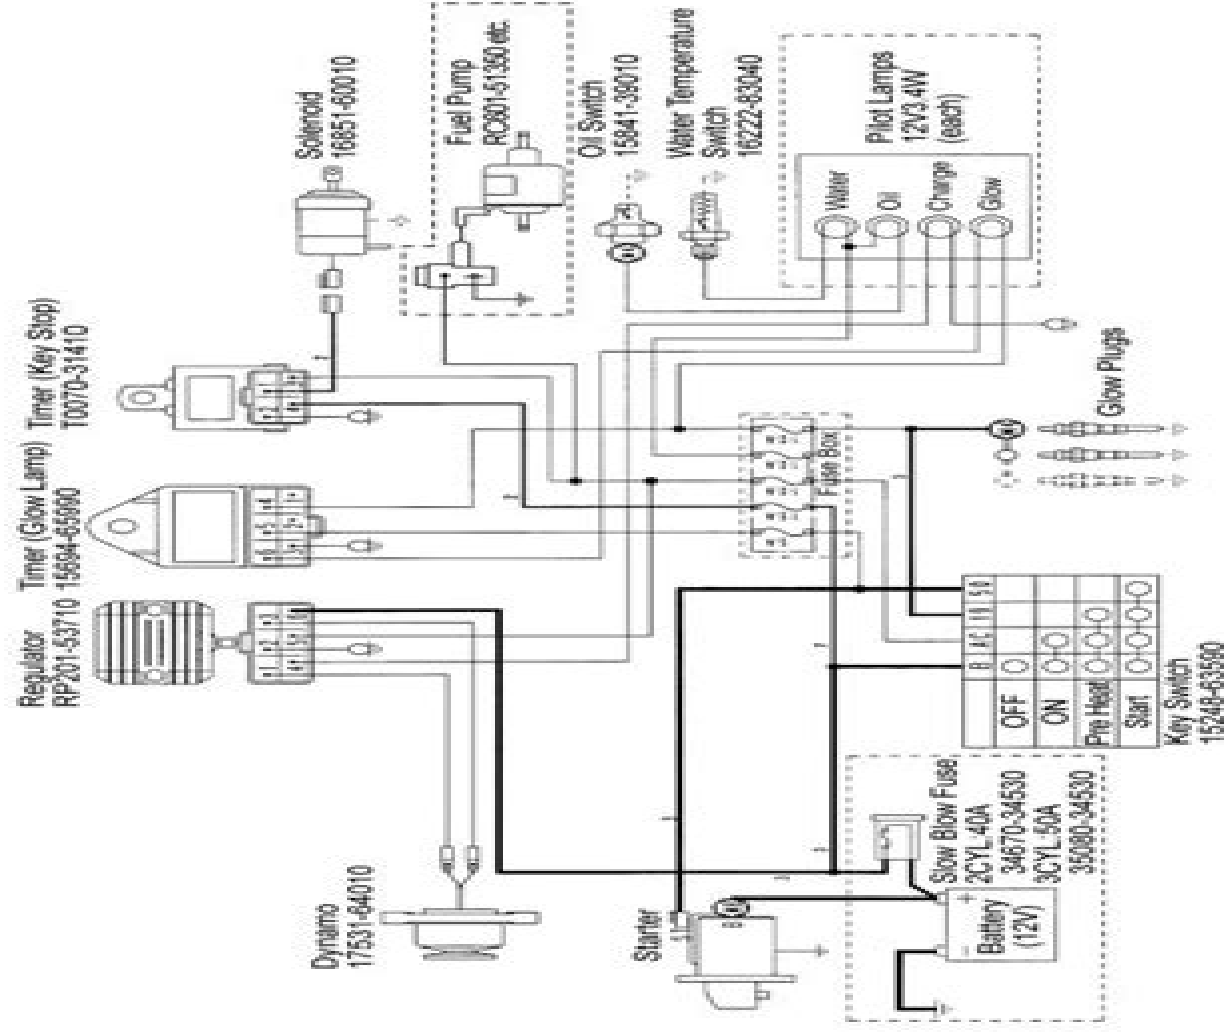 Dynamo
17531-64010
Regulator
RP201-53710
Timer (Glow Lamp)
15694-65990
Timer (Key Stop)
T0070-31410
Solenoid
16851-60010
Fuel Pump
RC601-51350 etc.
Oil Switch
15841-39010
Water Temperature
Switch
16222-83040
Pilot Lamps
12V3.4W
(each)
Water
Oil
Charge
Glow
Glow Plugs
Fuse Box
Starter
B
Battery
(12V)
Slow Blow Fuse
2CYL:40A
34670-34530
3CYL:50A
35080-34530
B AC
OFF
ON
Pre Heat
Start
Key Switch
15248-63590